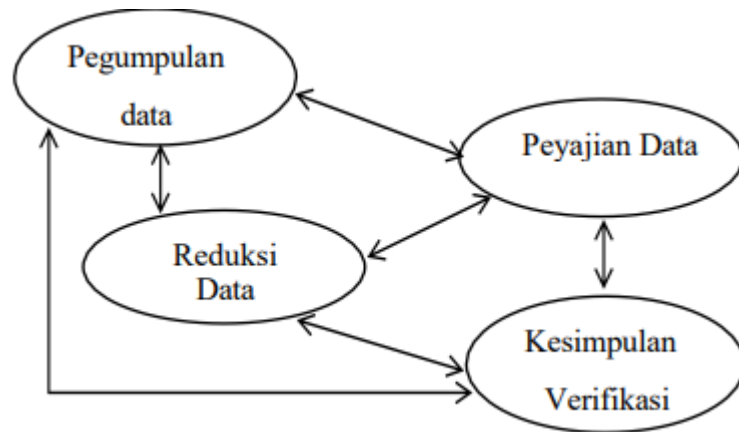 Pegumpulan
data
Peyajian Data
Reduksi
Data
Kesimpulan
Verifikasi